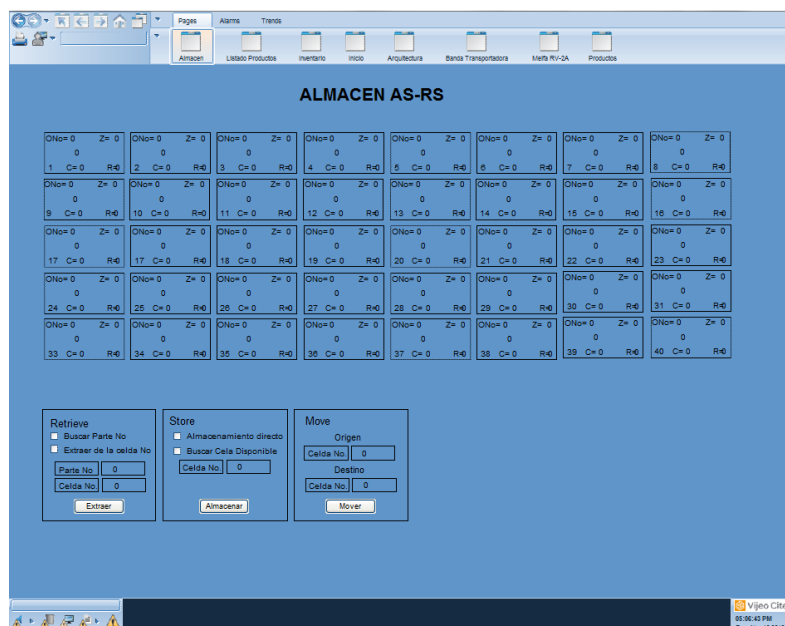 Pages Alarms Trends
Almacen Listado Productos Inventario Inicio Arquitectura Banda Transportadora Melfa RV-2A Productos
ALMACEN AS-RS
ONo= 0 Z= 0 ONo= 0 Z= 0 ONo= 0 Z= 0 ONo= 0 Z= 0 ONo= 0 Z= 0 ONo= 0 Z= 0 ONo= 0 Z= 0 ONo= 0 Z= 0
0 0 0 0 0 0 0 0
1 C= 0 R=0 2 C= 0 R=0 3 C= 0 R=0 4 C= 0 R=0 5 C= 0 R=0 6 C= 0 R=0 7 C= 0 R=0 8 C= 0 R=0
ONo= 0 Z= 0 ONo= 0 Z= 0 ONo= 0 Z= 0 ONo= 0 Z= 0 ONo= 0 Z= 0 ONo= 0 Z= 0 ONo= 0 Z= 0 ONo= 0 Z= 0
0 0 0 0 0 0 0 0
9 C= 0 R=0 10 C= 0 R=0 11 C= 0 R=0 12 C= 0 R=0 13 C= 0 R=0 14 C= 0 R=0 15 C= 0 R=0 16 C= 0 R=0
ONo= 0 Z= 0 ONo= 0 Z= 0 ONo= 0 Z= 0 ONo= 0 Z= 0 ONo= 0 Z= 0 ONo= 0 Z= 0 ONo= 0 Z= 0 ONo= 0 Z= 0
0 0 0 0 0 0 0 0
17 C= 0 R=0 17 C= 0 R=0 18 C= 0 R=0 19 C= 0 R=0 20 C= 0 R=0 21 C= 0 R=0 22 C= 0 R=0 23 C= 0 R=0
ONo= 0 Z= 0 ONo= 0 Z= 0 ONo= 0 Z= 0 ONo= 0 Z= 0 ONo= 0 Z= 0 ONo= 0 Z= 0 ONo= 0 Z= 0 ONo= 0 Z= 0
0 0 0 0 0 0 0 0
24 C= 0 R=0 25 C= 0 R=0 26 C= 0 R=0 27 C= 0 R=0 28 C= 0 R=0 29 C= 0 R=0 30 C= 0 R=0 31 C= 0 R=0
ONo= 0 Z= 0 ONo= 0 Z= 0 ONo= 0 Z= 0 ONo= 0 Z= 0 ONo= 0 Z= 0 ONo= 0 Z= 0 ONo= 0 Z= 0 ONo= 0 Z= 0
0 0 0 0 0 0 0 0
33 C= 0 R=0 34 C= 0 R=0 35 C= 0 R=0 36 C= 0 R=0 37 C= 0 R=0 38 C= 0 R=0 39 C= 0 R=0 40 C= 0 R=0
Retrieve
Buscar Parte No
Extraer de la celda No
Parte No 0
Celda No. 0
Extraer
Store
Almacenamiento directo
Buscar Cela Disponible
Celda No. 0
Almacenar
Move
Origen
Celda No. 0
Destino
Celda No. 0
Mover
Vijeo Cite
05:06:43 PM